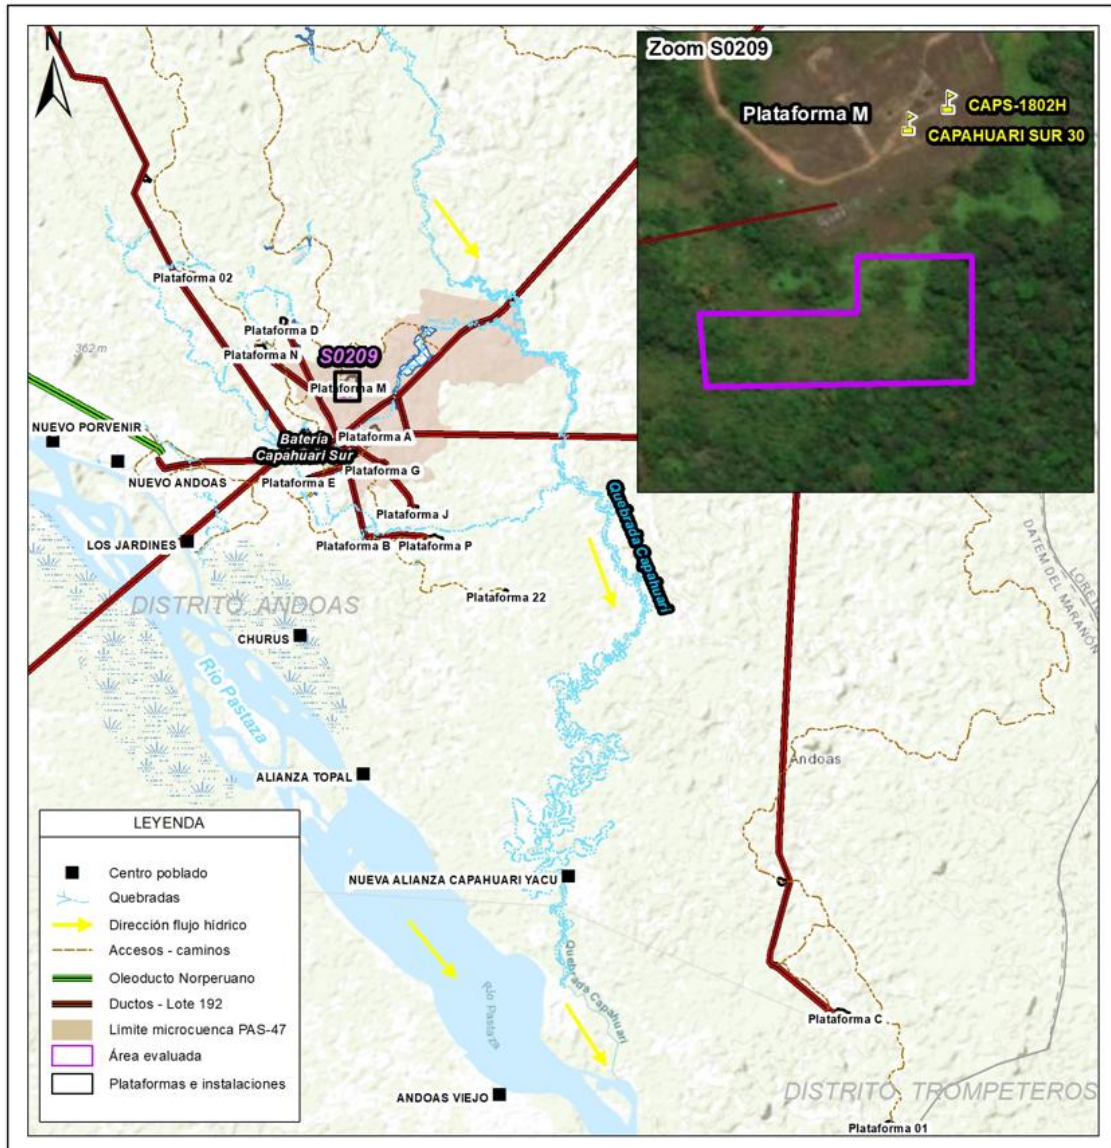 N
Zoom S0209
Plataforma M
CAPS-1802H
CAPAHUARI SUR 30
Plataforma 02
Plataforma D
Plataforma N
S0209
362 m
Plataforma M
NUEVO PORVENIR
Batería
Capahuari Sur
Plataforma A
NUEVO ANDOAS
Plataforma G
Plataforma E
Plataforma J
LOS JARDINES
Plataforma B
Plataforma P
Quebrada Capahuari
DATEM DEL MARAÑÓN
DISTRITO ANDOAS
Plataforma 22
CHURUS
Río Pastaza
Andoas
ALIANZA TOPAL
NUEVA ALIANZA CAPAHUARI YACU
Quebrada Capahuari
Río Pastaza
Plataforma C
ANDOAS VIEJO
DISTRITO TROMPETEROS
Plataforma 01
LEYENDA
Centro poblado
Quebradas
Dirección flujo hídrico
Accesos - caminos
Oleoducto Norperuano
Ductos - Lote 192
Límite microcuenca PAS-47
Área evaluada
Plataformas e instalaciones